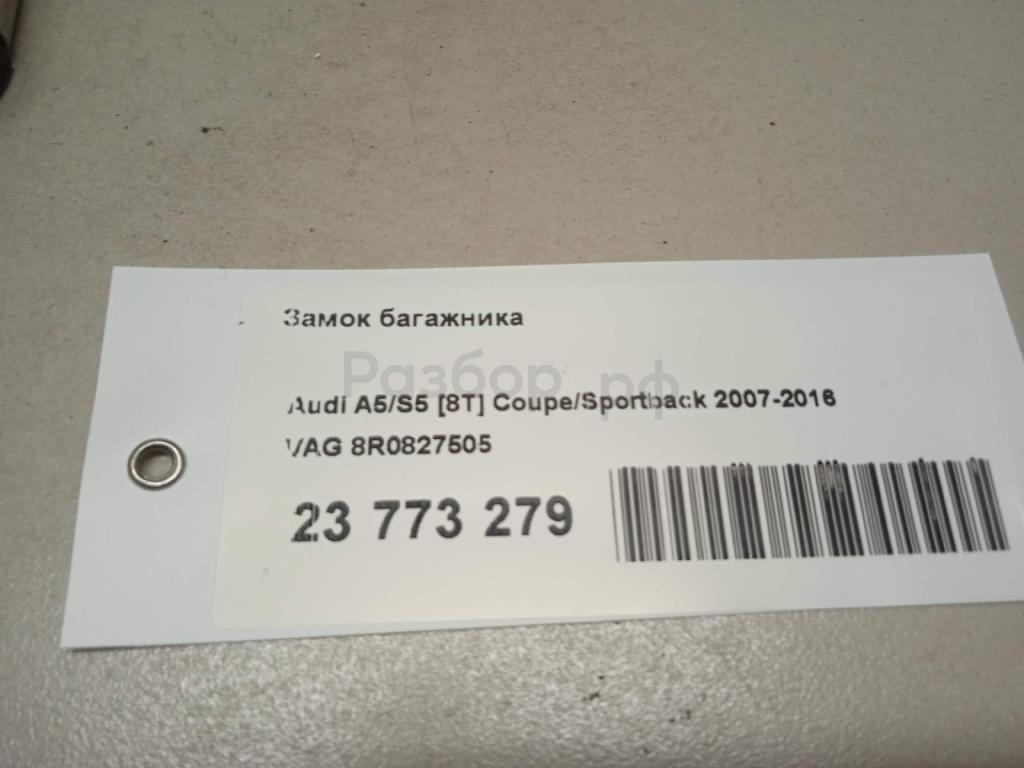 Замок багажника
Разбор.рф
Audi A5/S5 [8T] Coupe/Sportback 2007-2016
VAG 8R0827505
23 773 279